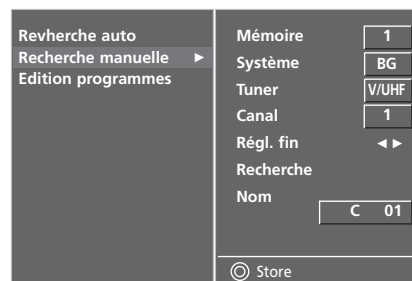 Revherche auto
Recherche manuelle ►
Edition programmes
Mémoire 1
Système BG
Tuner V/UHF
Canal 1
Régl. fin ◄ ►
Recherche
Nom
C 01
Store